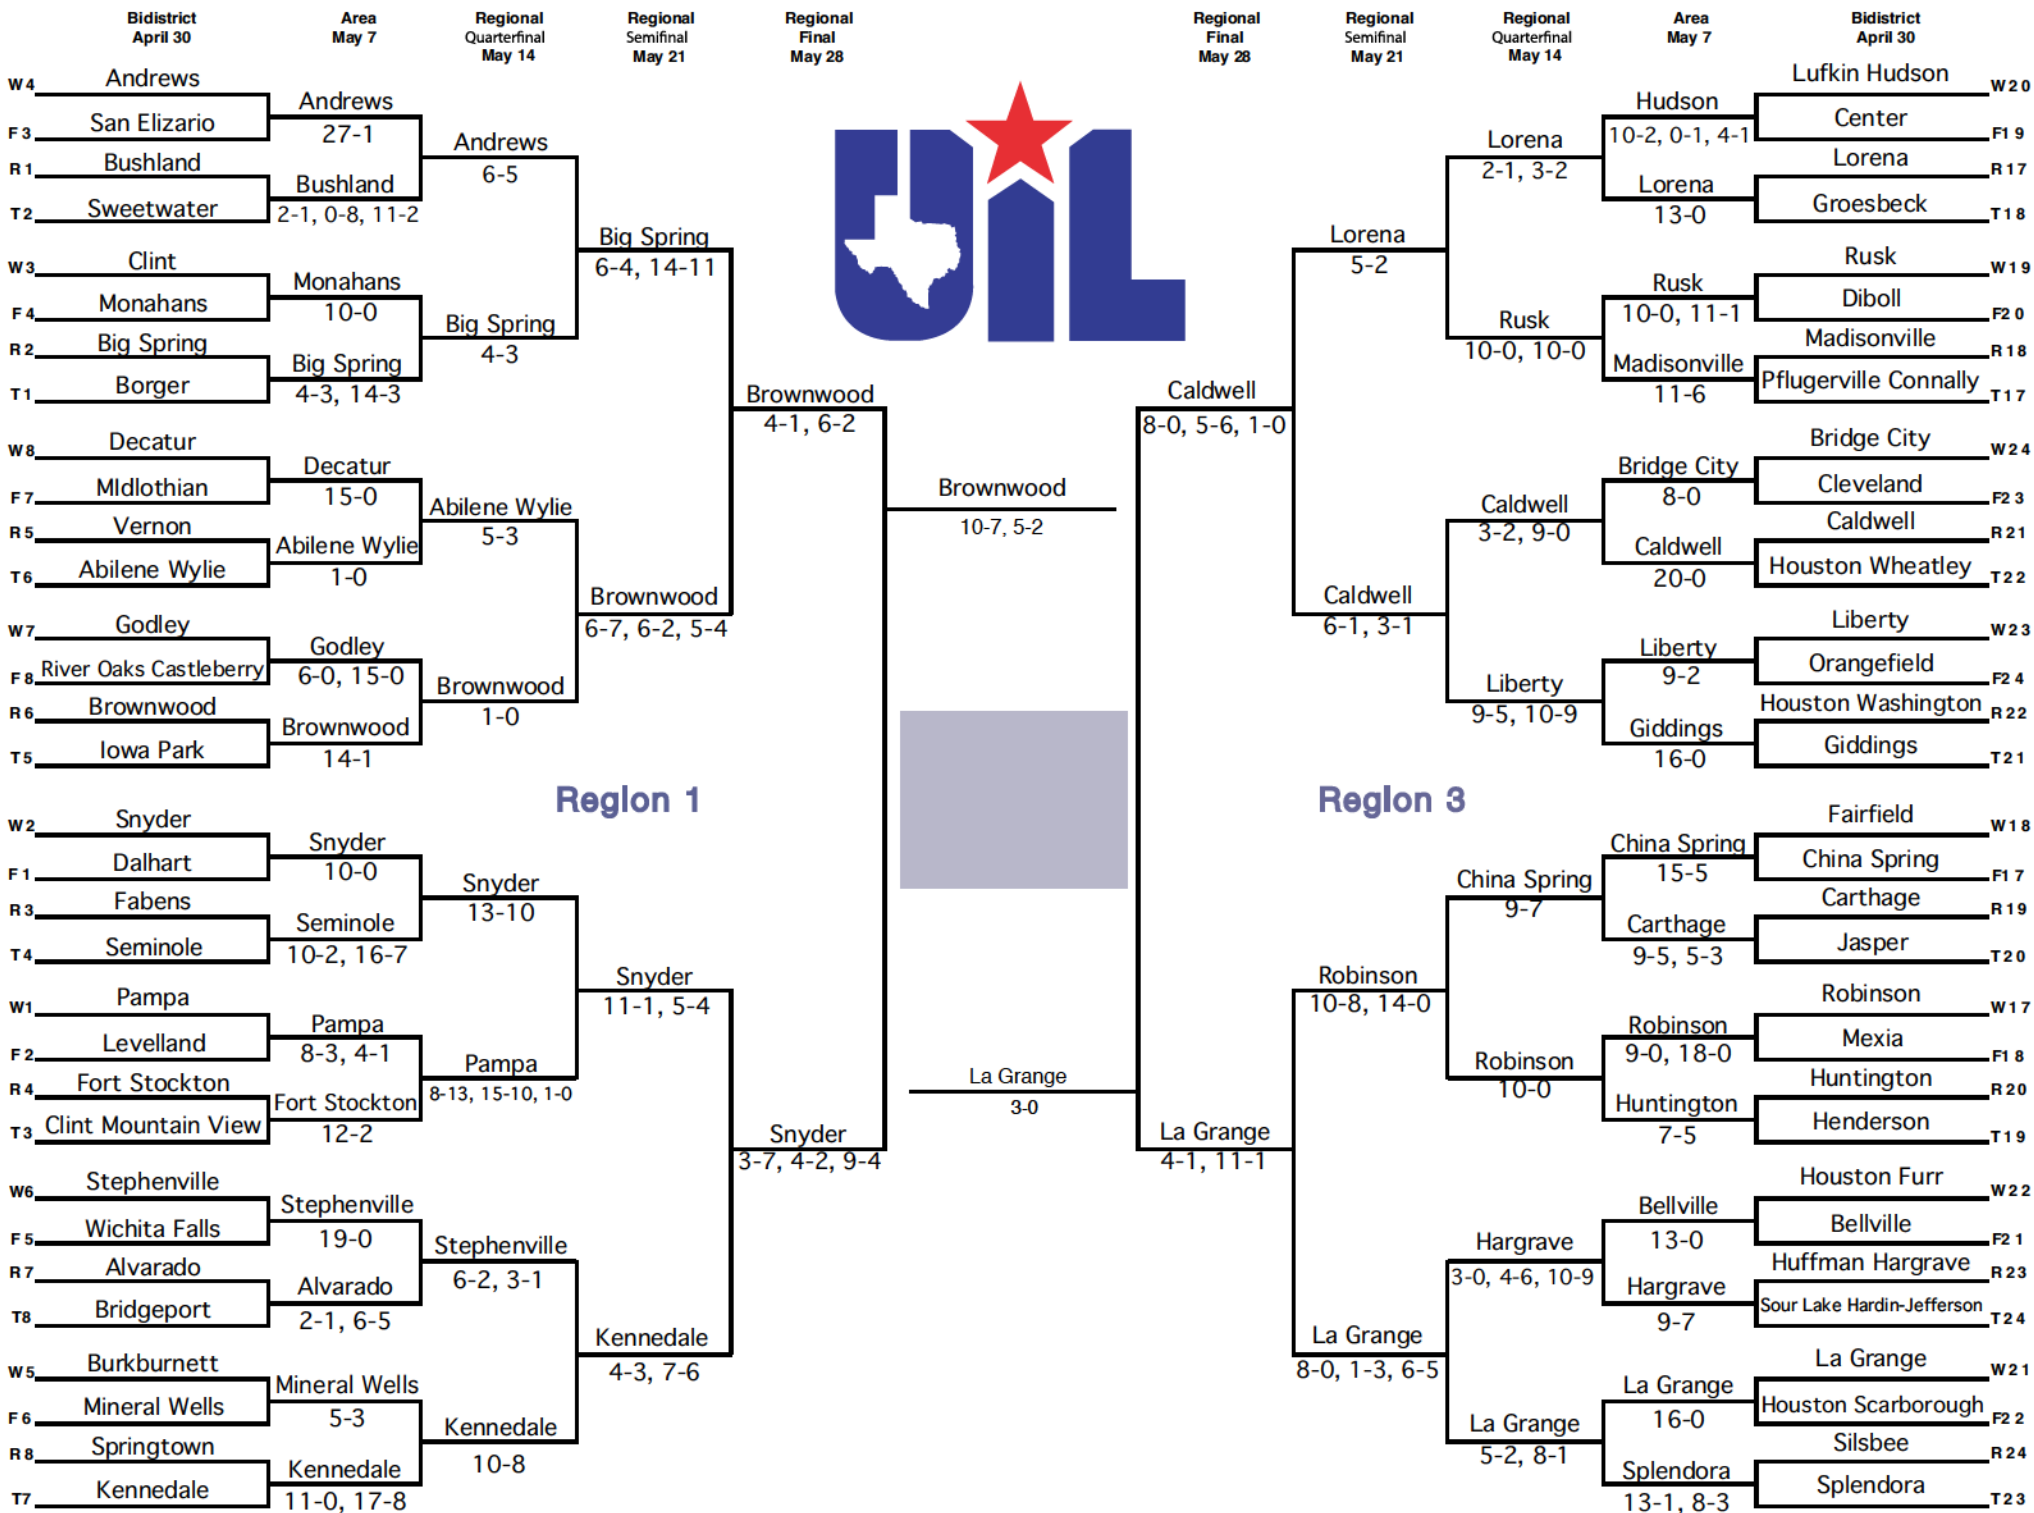 Bidistrict
April 30
Area
May 7
Regional
Quarterfinal
May 14
Regional
Semifinal
May 21
Regional
Final
May 28
Regional
Final
May 28
Regional
Semifinal
May 21
Regional
Quarterfinal
May 14
Area
May 7
Bidistrict
April 30
W4 Andrews
F3 San Elizario
R1 Bushland
T2 Sweetwater
W3 Clint
F4 Monahans
R2 Big Spring
T1 Borger
W8 Decatur
F7 MIdlothian
R5 Vernon
T6 Abilene Wylie
W7 Godley
F8 River Oaks Castleberry
R6 Brownwood
T5 Iowa Park
W2 Snyder
F1 Dalhart
R3 Fabens
T4 Seminole
W1 Pampa
F2 Levelland
R4 Fort Stockton
T3 Clint Mountain View
W6 Stephenville
F5 Wichita Falls
R7 Alvarado
T8 Bridgeport
W5 Burkburnett
F6 Mineral Wells
R8 Springtown
T7 Kennedale
Andrews
27-1
Bushland
2-1, 0-8, 11-2
Monahans
10-0
Big Spring
4-3, 14-3
Decatur
15-0
Abilene Wylie
1-0
Godley
6-0, 15-0
Brownwood
14-1
Snyder
10-0
Seminole
10-2, 16-7
Pampa
8-3, 4-1
Fort Stockton
12-2
Stephenville
19-0
Alvarado
2-1, 6-5
Mineral Wells
5-3
Kennedale
11-0, 17-8
Andrews
6-5
Big Spring
4-3
Abilene Wylie
5-3
Brownwood
1-0
Snyder
13-10
Pampa
8-13, 15-10, 1-0
Stephenville
6-2, 3-1
Kennedale
10-8
Big Spring
6-4, 14-11
Brownwood
6-7, 6-2, 5-4
Region 1
Snyder
11-1, 5-4
Kennedale
4-3, 7-6
Brownwood
4-1, 6-2
Snyder
3-7, 4-2, 9-4
UIL
Brownwood
10-7, 5-2
La Grange
3-0
Caldwell
8-0, 5-6, 1-0
La Grange
4-1, 11-1
Lorena
5-2
Caldwell
6-1, 3-1
Region 3
Robinson
10-8, 14-0
La Grange
8-0, 1-3, 6-5
Lorena
2-1, 3-2
Rusk
10-0, 10-0
Caldwell
3-2, 9-0
Liberty
9-5, 10-9
China Spring
9-7
Robinson
10-0
Hargrave
3-0, 4-6, 10-9
La Grange
5-2, 8-1
Hudson
10-2, 0-1, 4-1
Lorena
13-0
Rusk
10-0, 11-1
Madisonville
11-6
Bridge City
8-0
Caldwell
20-0
Liberty
9-2
Giddings
16-0
China Spring
15-5
Carthage
9-5, 5-3
Robinson
9-0, 18-0
Huntington
7-5
Bellville
13-0
Hargrave
9-7
La Grange
16-0
Splendora
13-1, 8-3
Lufkin Hudson W20
Center F19
Lorena R17
Groesbeck T18
Rusk W19
Diboll F20
Madisonville R18
Pflugerville Connally T17
Bridge City W24
Cleveland F23
Caldwell R21
Houston Wheatley T22
Liberty W23
Orangefield F24
Houston Washington R22
Giddings T21
Fairfield W18
China Spring F17
Carthage R19
Jasper T20
Robinson W17
Mexia F18
Huntington R20
Henderson T19
Houston Furr W22
Bellville F21
Huffman Hargrave R23
Sour Lake Hardin-Jefferson T24
La Grange W21
Houston Scarborough F22
Silsbee R24
Splendora T23